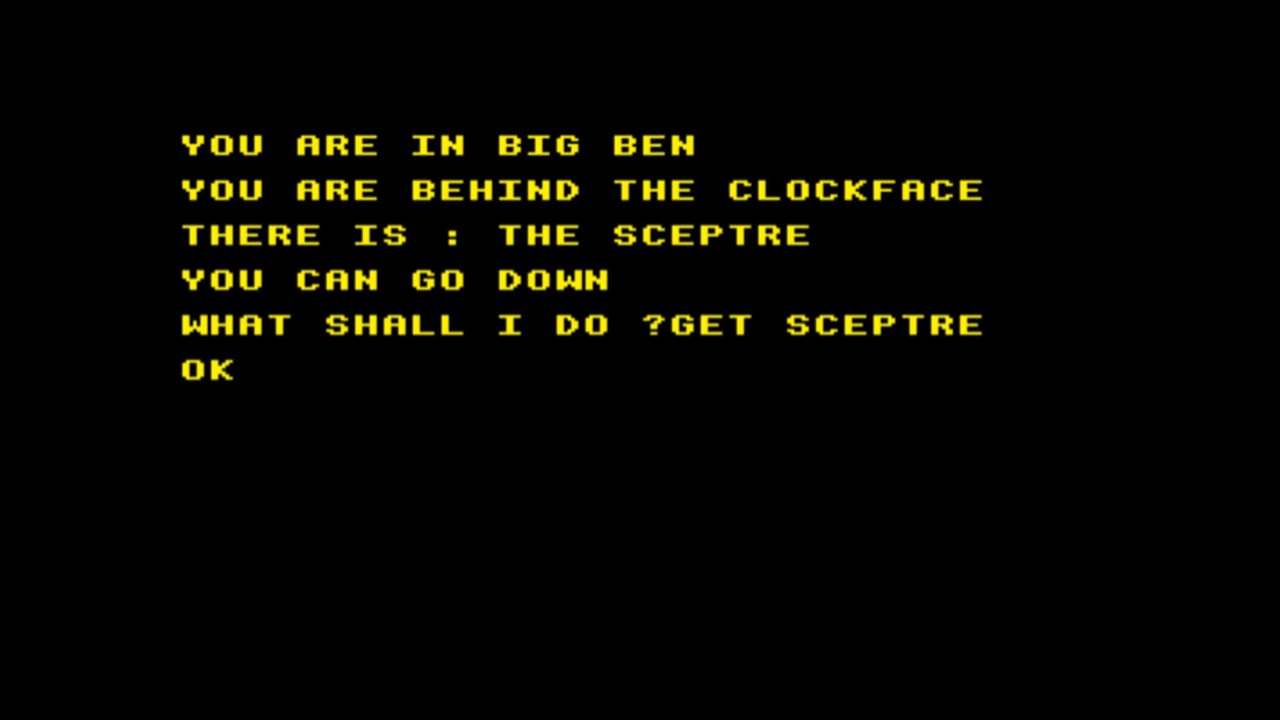 YOU ARE IN BIG BEN
YOU ARE BEHIND THE CLOCKFACE
THERE IS : THE SCEPTRE
YOU CAN GO DOWN
WHAT SHALL I DO ?GET SCEPTRE
OK